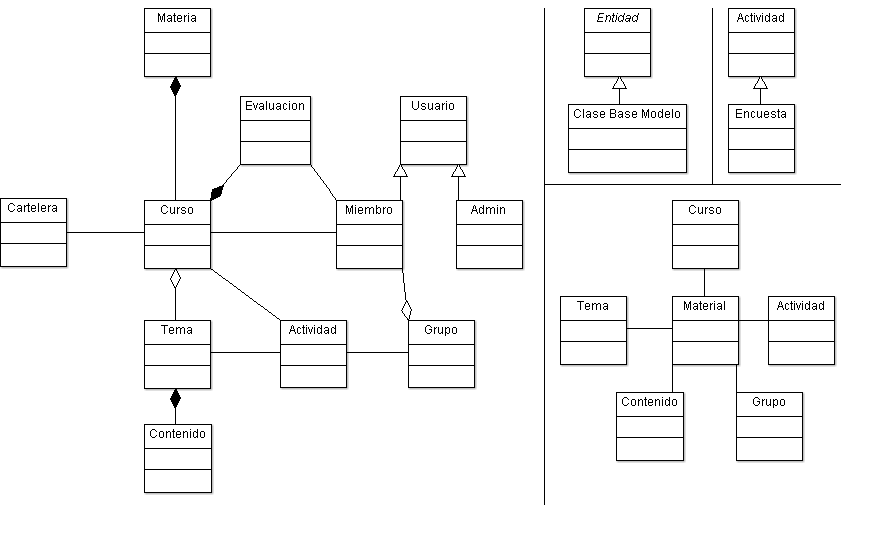 Materia
Evaluacion
Usuario
Cartelera
Curso
Miembro
Admin
Tema
Actividad
Grupo
Contenido
Entidad
Clase Base Modelo
Actividad
Encuesta
Curso
Tema
Material
Actividad
Contenido
Grupo